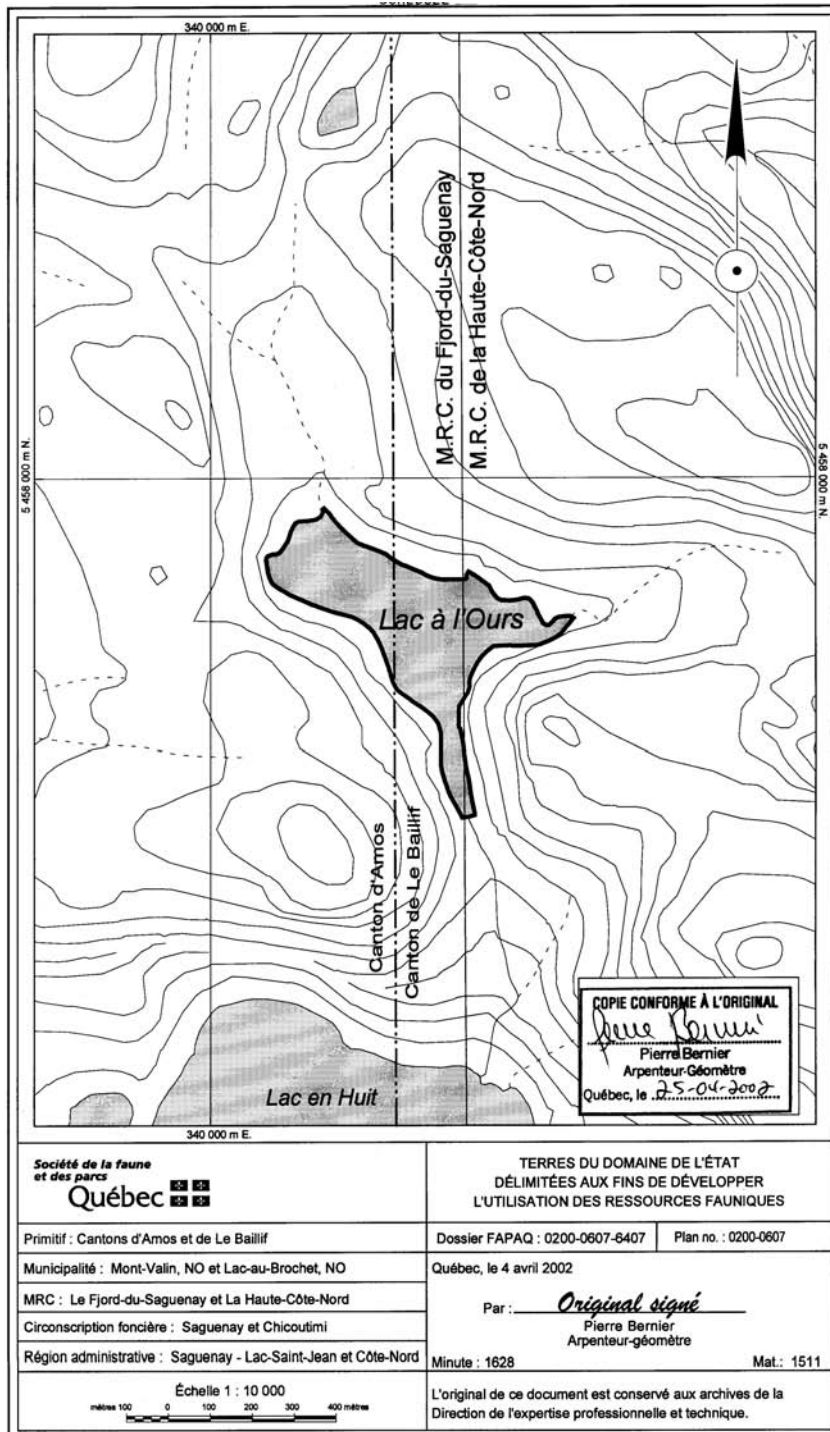 340 000 m E.
M.R.C. du Fjord-du-Saguenay
M.R.C. de la Haute-Côte-Nord
5 458 000 m N.
5 458 000 m N.
Lac à l'Ours
Canton d'Amos
Canton de Le Baillif
Lac en Huit
COPIE CONFORME À L'ORIGINAL
Pierre Bernier
Arpenteur-Géomètre
Québec, le 25-04-2002
340 000 m E.
Société de la faune
et des parcs
Québec
TERRES DU DOMAINE DE L'ÉTAT
DÉLIMITÉES AUX FINS DE DÉVELOPPER
L'UTILISATION DES RESSOURCES FAUNIQUES
Primitif : Cantons d'Amos et de Le Baillif
Dossier FAPAQ : 0200-0607-6407
Plan no. : 0200-0607
Municipalité : Mont-Valin, NO et Lac-au-Brochet, NO
MRC : Le Fjord-du-Saguenay et La Haute-Côte-Nord
Circonscription foncière : Saguenay et Chicoutimi
Région administrative : Saguenay - Lac-Saint-Jean et Côte-Nord
Québec, le 4 avril 2002
Par : Original signé
Pierre Bernier
Arpenteur-géomètre
Minute : 1628
Mat.: 1511
Échelle 1 : 10 000
mètres 100 0 100 200 300 400 mètres
L'original de ce document est conservé aux archives de la
Direction de l'expertise professionnelle et technique.